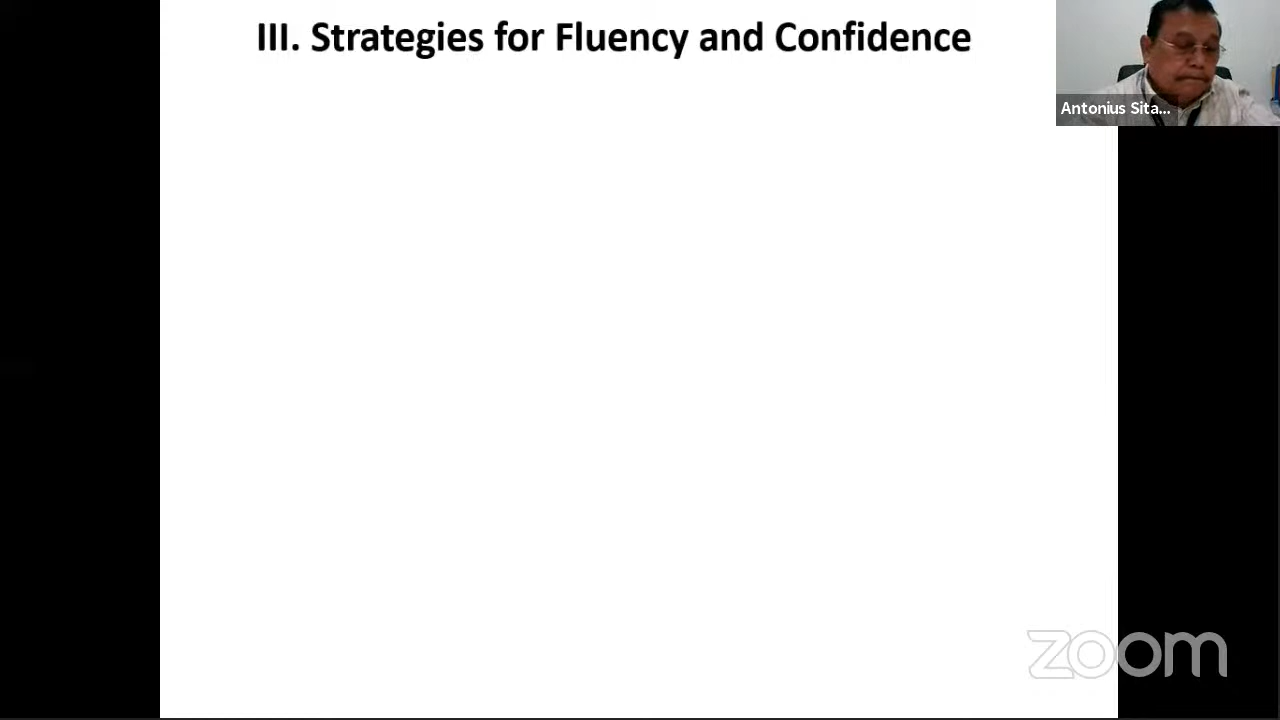 III. Strategies for Fluency and Confidence
Antonius Sita...
zoom